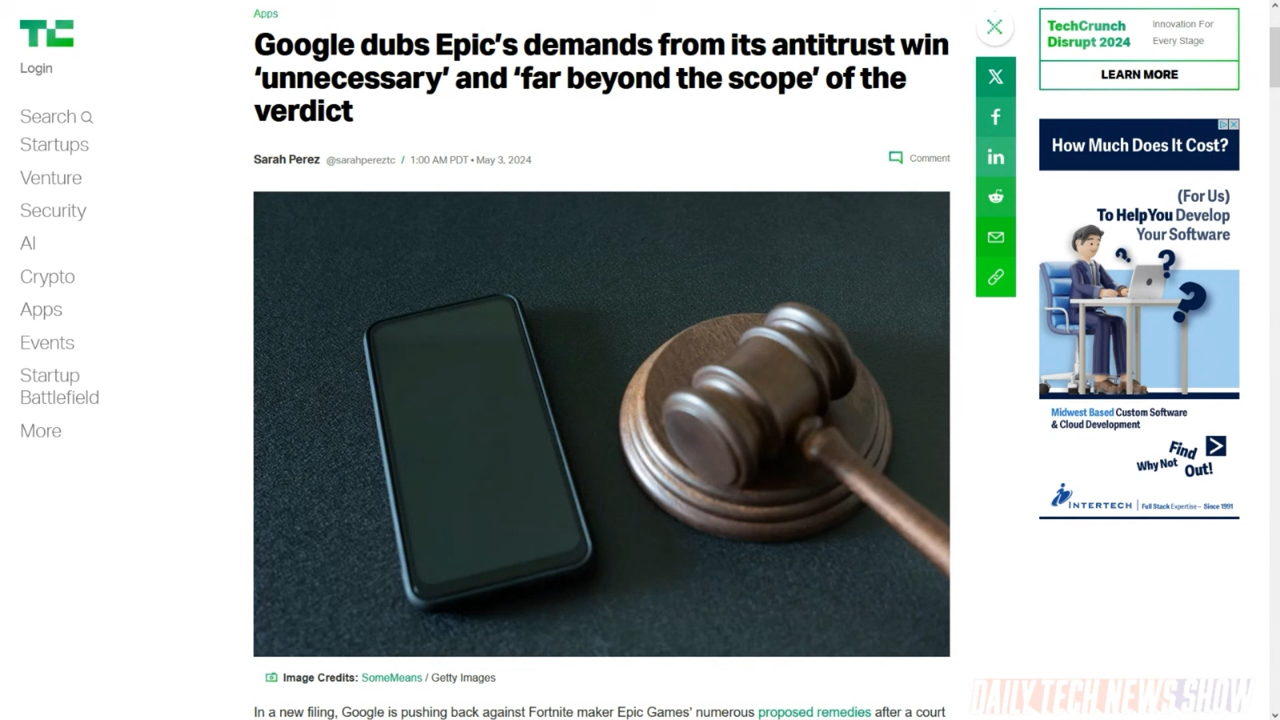 TC
Login
Search
Startups
Venture
Security
AI
Crypto
Apps
Events
Startup
Battlefield
More
Apps
Google dubs Epic’s demands from its antitrust win
‘unnecessary’ and ‘far beyond the scope’ of the
verdict
Sarah Perez @sarahpereztc / 1:00 AM PDT • May 3, 2024
Comment
Image Credits: SomeMeans / Getty Images
In a new filing, Google is pushing back against Fortnite maker Epic Games’ numerous proposed remedies after a court
X
f
in
TechCrunch
Disrupt 2024
Innovation For
Every Stage
LEARN MORE
How Much Does It Cost?
(For Us)
To Help You Develop
Your Software
? ? ?
Midwest Based Custom Software
& Cloud Development
Why Not Find Out!
INTERTECH | Full Stack Expertise – Since 1991
DAILY TECH NEWS SHOW